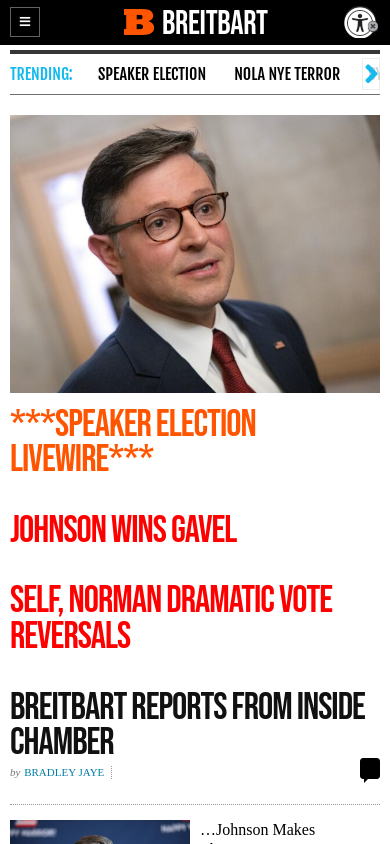 BREITBART
TRENDING: SPEAKER ELECTION NOLA NYE TERROR
***SPEAKER ELECTION
LIVEWIRE***
JOHNSON WINS GAVEL
SELF, NORMAN DRAMATIC VOTE
REVERSALS
BREITBART REPORTS FROM INSIDE
CHAMBER
by BRADLEY JAYE
…Johnson Makes